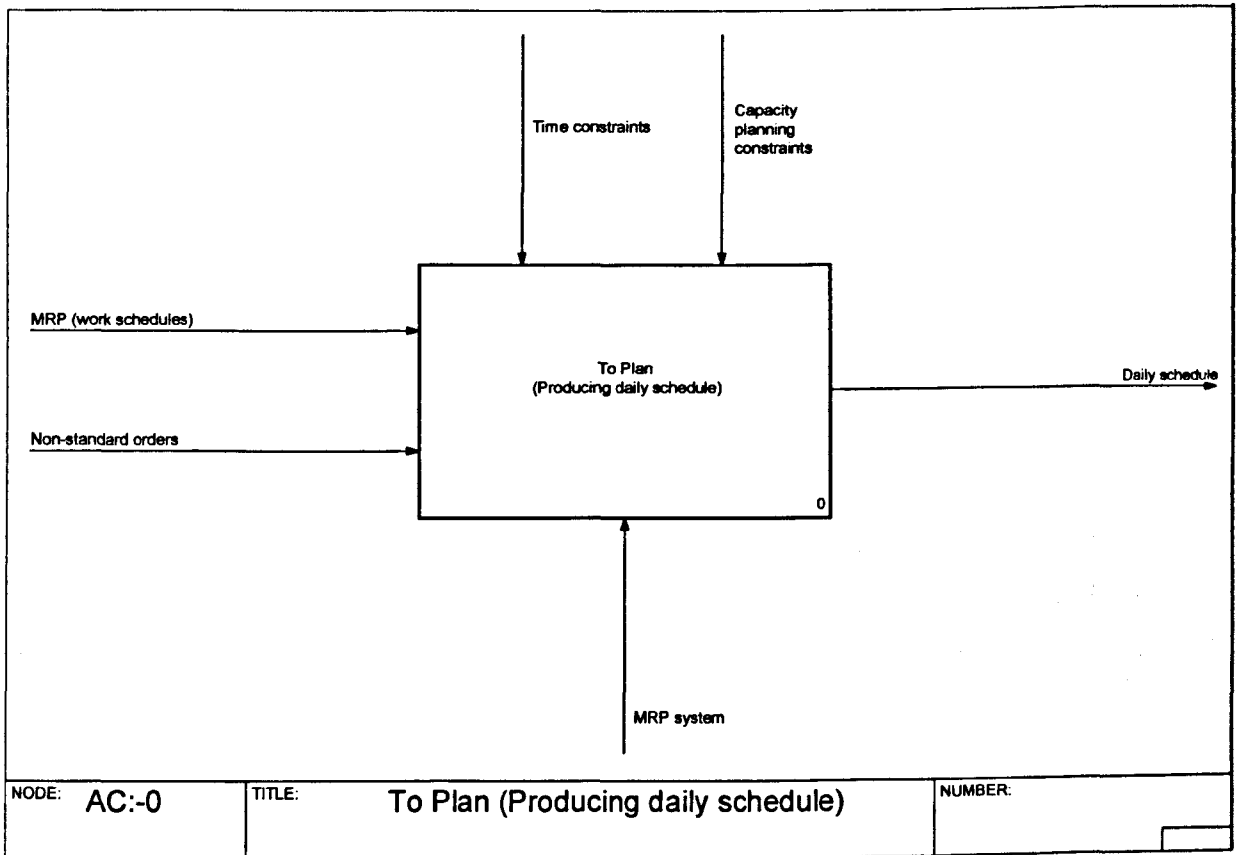 Time constraints
Capacity
planning
constraints
MRP (work schedules)
To Plan
(Producing daily schedule)
Daily schedule
Non-standard orders
0
MRP system
NODE: AC:-0
TITLE: To Plan (Producing daily schedule)
NUMBER: